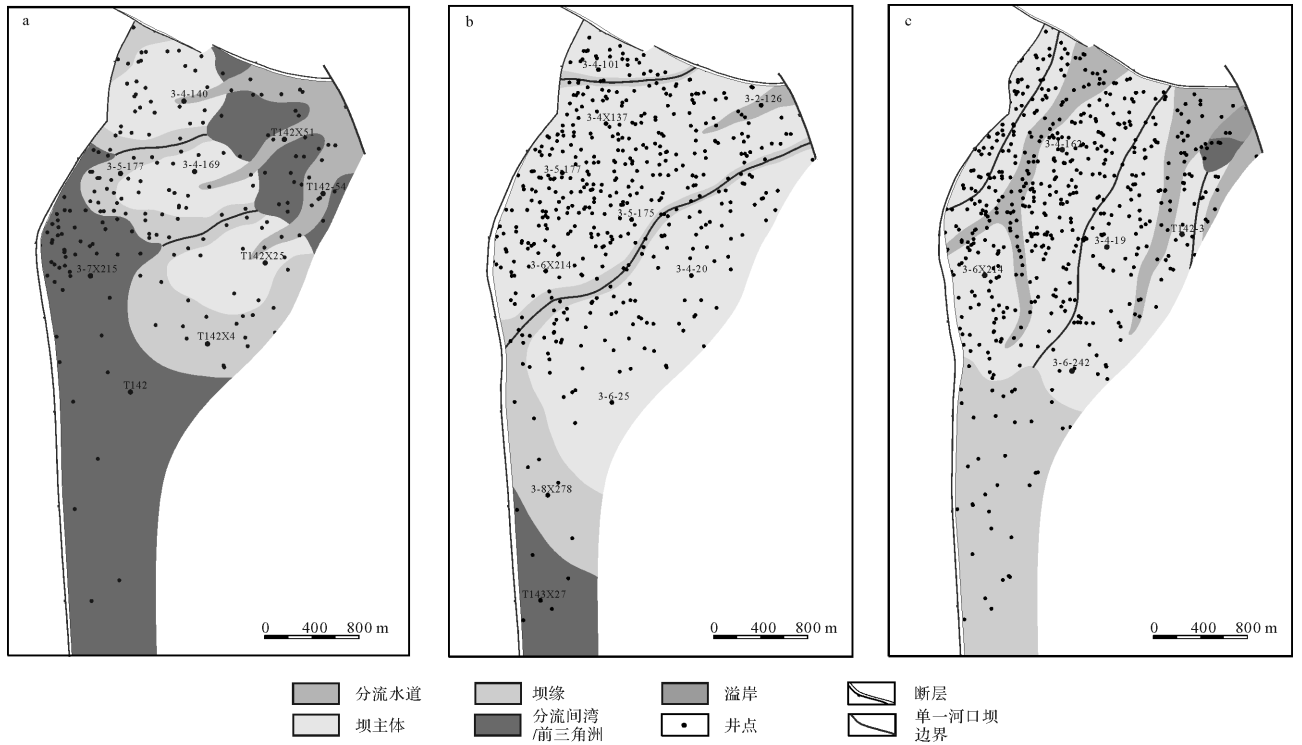 a
3-4-140
T142X51
3-5-177
3-4-169
T142-54
T142X25
3-7X215
T142X4
T142
0 400 800 m
b
3-4-101
3-2-126
3-4X137
3-5-177
3-5-175
3-6X214
3-4-20
3-6-25
3-8X278
T143X27
0 400 800 m
c
3-4-162
T142-3
3-4-19
3-6X214
3-6-242
0 400 800 m
分流水道
坝缘
溢岸
断层
坝主体
分流间湾
/前三角洲
井点
单一河口坝
边界